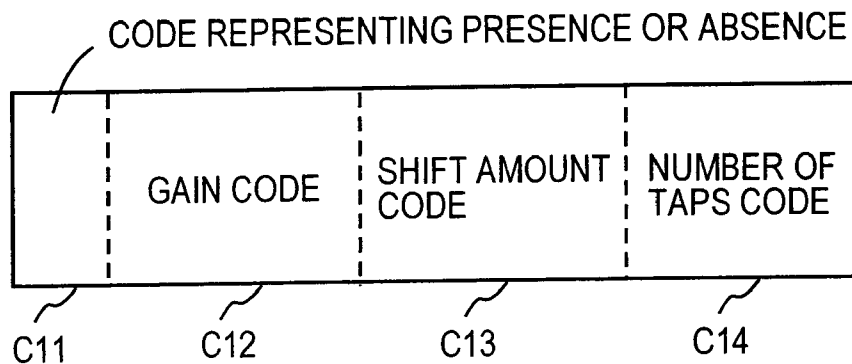 CODE REPRESENTING PRESENCE OR ABSENCE
GAIN CODE
SHIFT AMOUNT
CODE
NUMBER OF
TAPS CODE
C11
C12
C13
C14